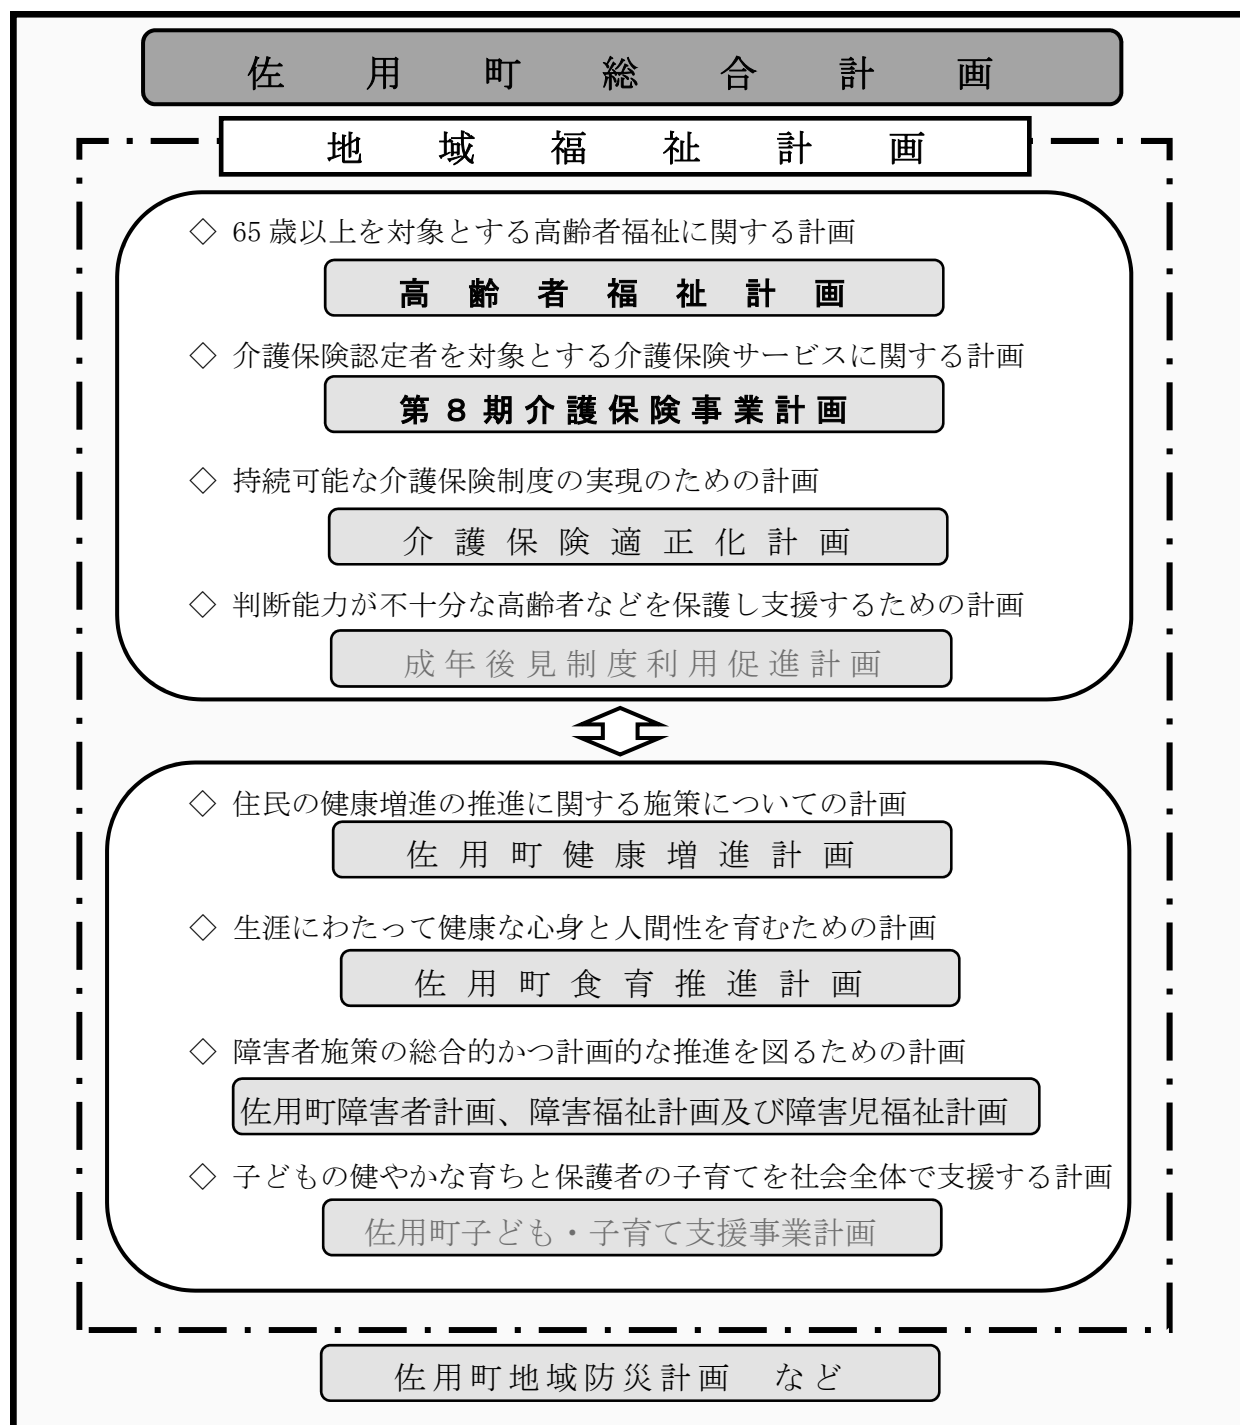 佐用町総合計画
地域福祉計画
◇ 65歳以上を対象とする高齢者福祉に関する計画
高齢者福祉計画
◇ 介護保険認定者を対象とする介護保険サービスに関する計画
第８期介護保険事業計画
◇ 持続可能な介護保険制度の実現のための計画
介護保険適正化計画
◇ 判断能力が不十分な高齢者などを保護し支援するための計画
成年後見制度利用促進計画
◇ 住民の健康増進の推進に関する施策についての計画
佐用町健康増進計画
◇ 生涯にわたって健康な心身と人間性を育むための計画
佐用町食育推進計画
◇ 障害者施策の総合的かつ計画的な推進を図るための計画
佐用町障害者計画、障害福祉計画及び障害児福祉計画
◇ 子どもの健やかな育ちと保護者の子育てを社会全体で支援する計画
佐用町子ども・子育て支援事業計画
佐用町地域防災計画　など